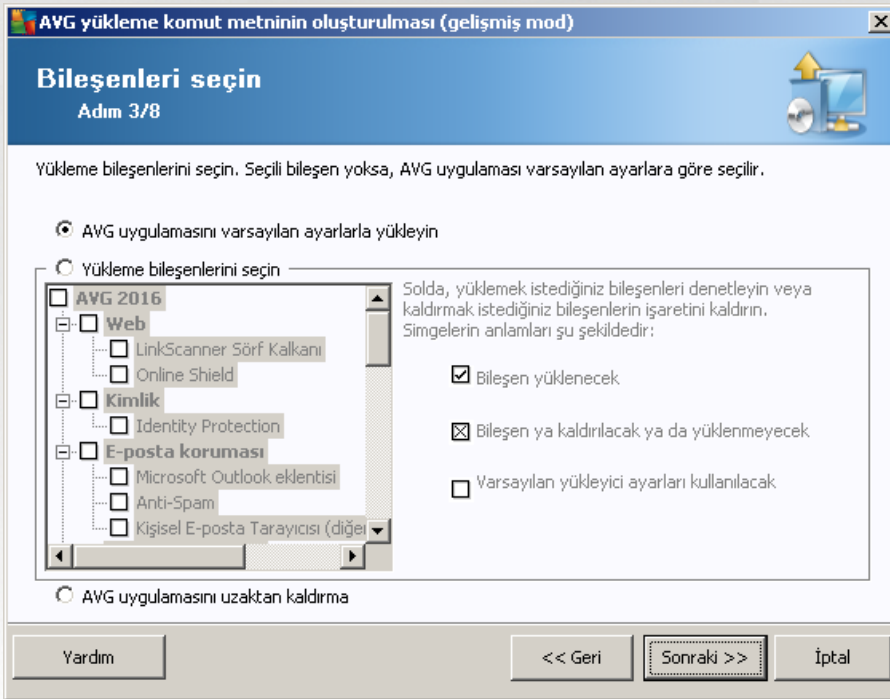 AVG yükleme komut metninin oluşturulması (gelişmiş mod)
Bileşenleri seçin
Adım 3/8
Yükleme bileşenlerini seçin. Seçili bileşen yoksa, AVG uygulaması varsayılan ayarlara göre seçilir.
AVG uygulamasını varsayılan ayarlarla yükleyin
Yükleme bileşenlerini seçin
AVG 2016
Web
LinkScanner Sörf Kalkanı
Online Shield
Kimlik
Identity Protection
E-posta koruması
Microsoft Outlook eklentisi
Anti-Spam
Kişisel E-posta Tarayıcısı (diğer
Solda, yüklemek istediğiniz bileşenleri denetleyin veya
kaldırmak istediğiniz bileşenlerin işaretini kaldırın.
Simgelerin anlamları şu şekildedir:
Bileşen yüklenecek
Bileşen ya kaldırılacak ya da yüklenmeyecek
Varsayılan yükleyici ayarları kullanılacak
AVG uygulamasını uzaktan kaldırma
Yardım
<< Geri
Sonraki >>
İptal